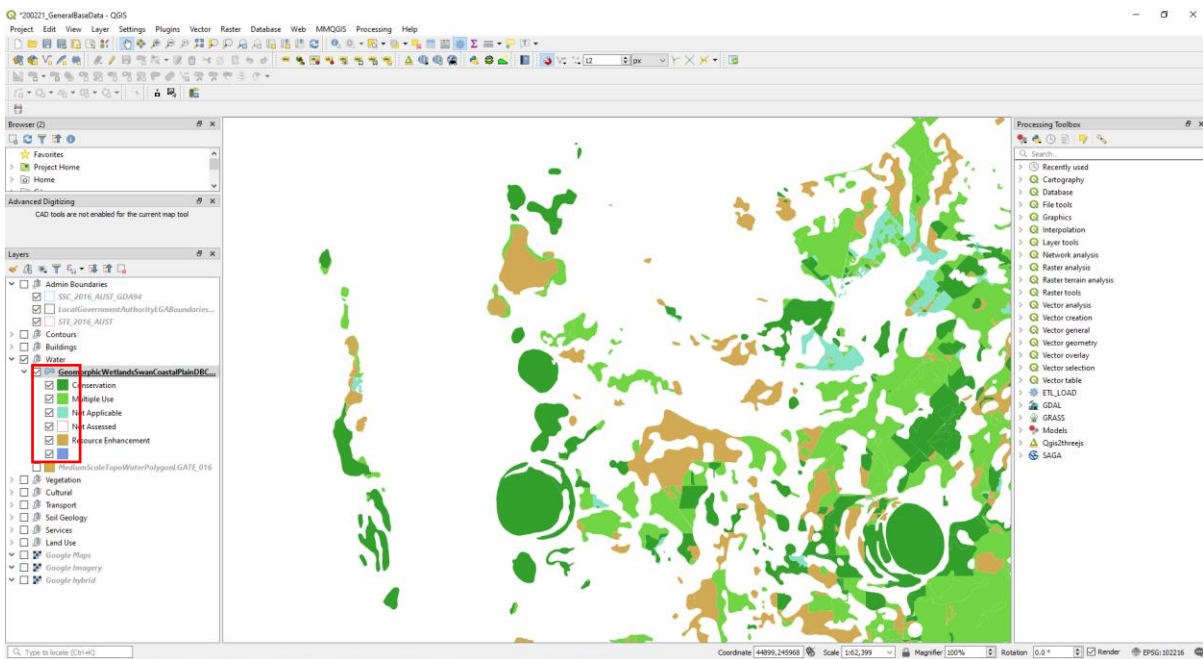 *200221_GeneralBaseData - QGIS
Project Edit View Layer Settings Plugins Vector Raster Database Web MMQGIS Processing Help
12 px
Browser (2)
Favorites
Project Home
Home
Advanced Digitizing
CAD tools are not enabled for the current map tool
Layers
Admin Boundaries
SSC_2016_AUST_GDA94
LocalGovernmentAuthorityLGABoundaries...
STE_2016_AUST
Contours
Buildings
Water
GeomorphicWetlandsSwanCoastalPlainDBC...
Conservation
Multiple Use
Not Applicable
Not Assessed
Resource Enhancement
MediumScaleTopoWaterPolygonLGATE_016
Vegetation
Cultural
Transport
Soil Geology
Services
Land Use
Google Maps
Google Imagery
Google hybrid
Processing Toolbox
Search...
Recently used
Cartography
Database
File tools
Graphics
Interpolation
Layer tools
Network analysis
Raster analysis
Raster terrain analysis
Raster tools
Vector analysis
Vector creation
Vector general
Vector geometry
Vector overlay
Vector selection
Vector table
ETL_LOAD
GDAL
GRASS
Models
Qgis2threejs
SAGA
Type to locate (Ctrl+K) Coordinate 44899,245968 Scale 1:62,399 Magnifier 100% Rotation 0.0 ° Render EPSG:102216